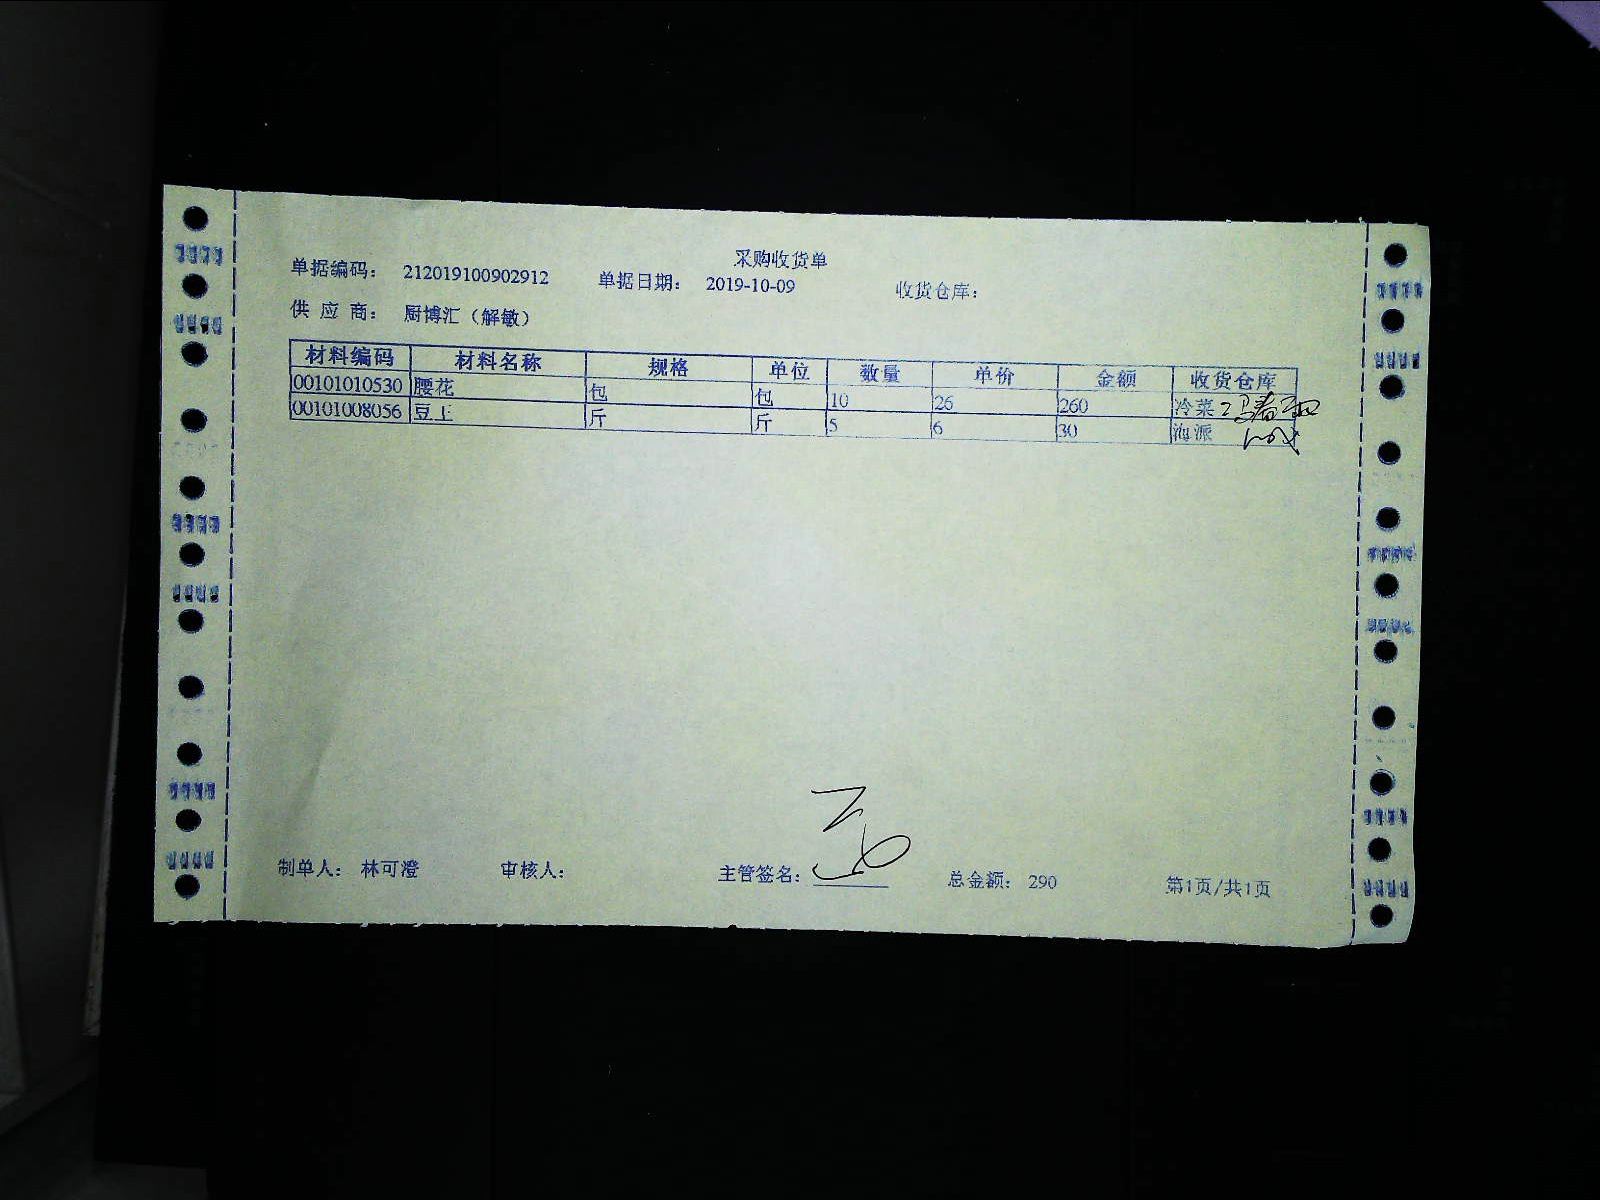 采购收货单
单据编码： 212019100902912 单据日期： 2019-10-09 收货仓库：
供 应 商： 厨博汇（解敏）
材料编码 材料名称 规格 单位 数量 单价 金额 收货仓库
00101010530 腰花 包 包 10 26 260 冷菜
00101008056 豆王 斤 斤 5 6 30 海派
制单人： 林可澄 审核人： 主管签名： 总金额： 290 第1页/共1页